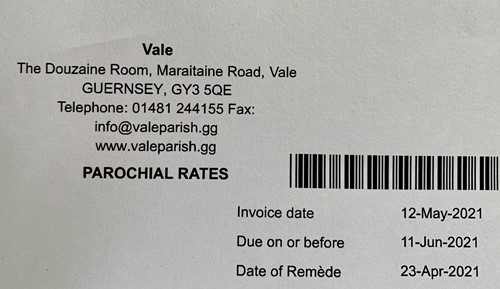 Vale
The Douzaine Room, Maraitaine Road, Vale
GUERNSEY, GY3 5QE
Telephone: 01481 244155 Fax:
info@valeparish.gg
www.valeparish.gg
PAROCHIAL RATES
Invoice date 12-May-2021
Due on or before 11-Jun-2021
Date of Remède 23-Apr-2021